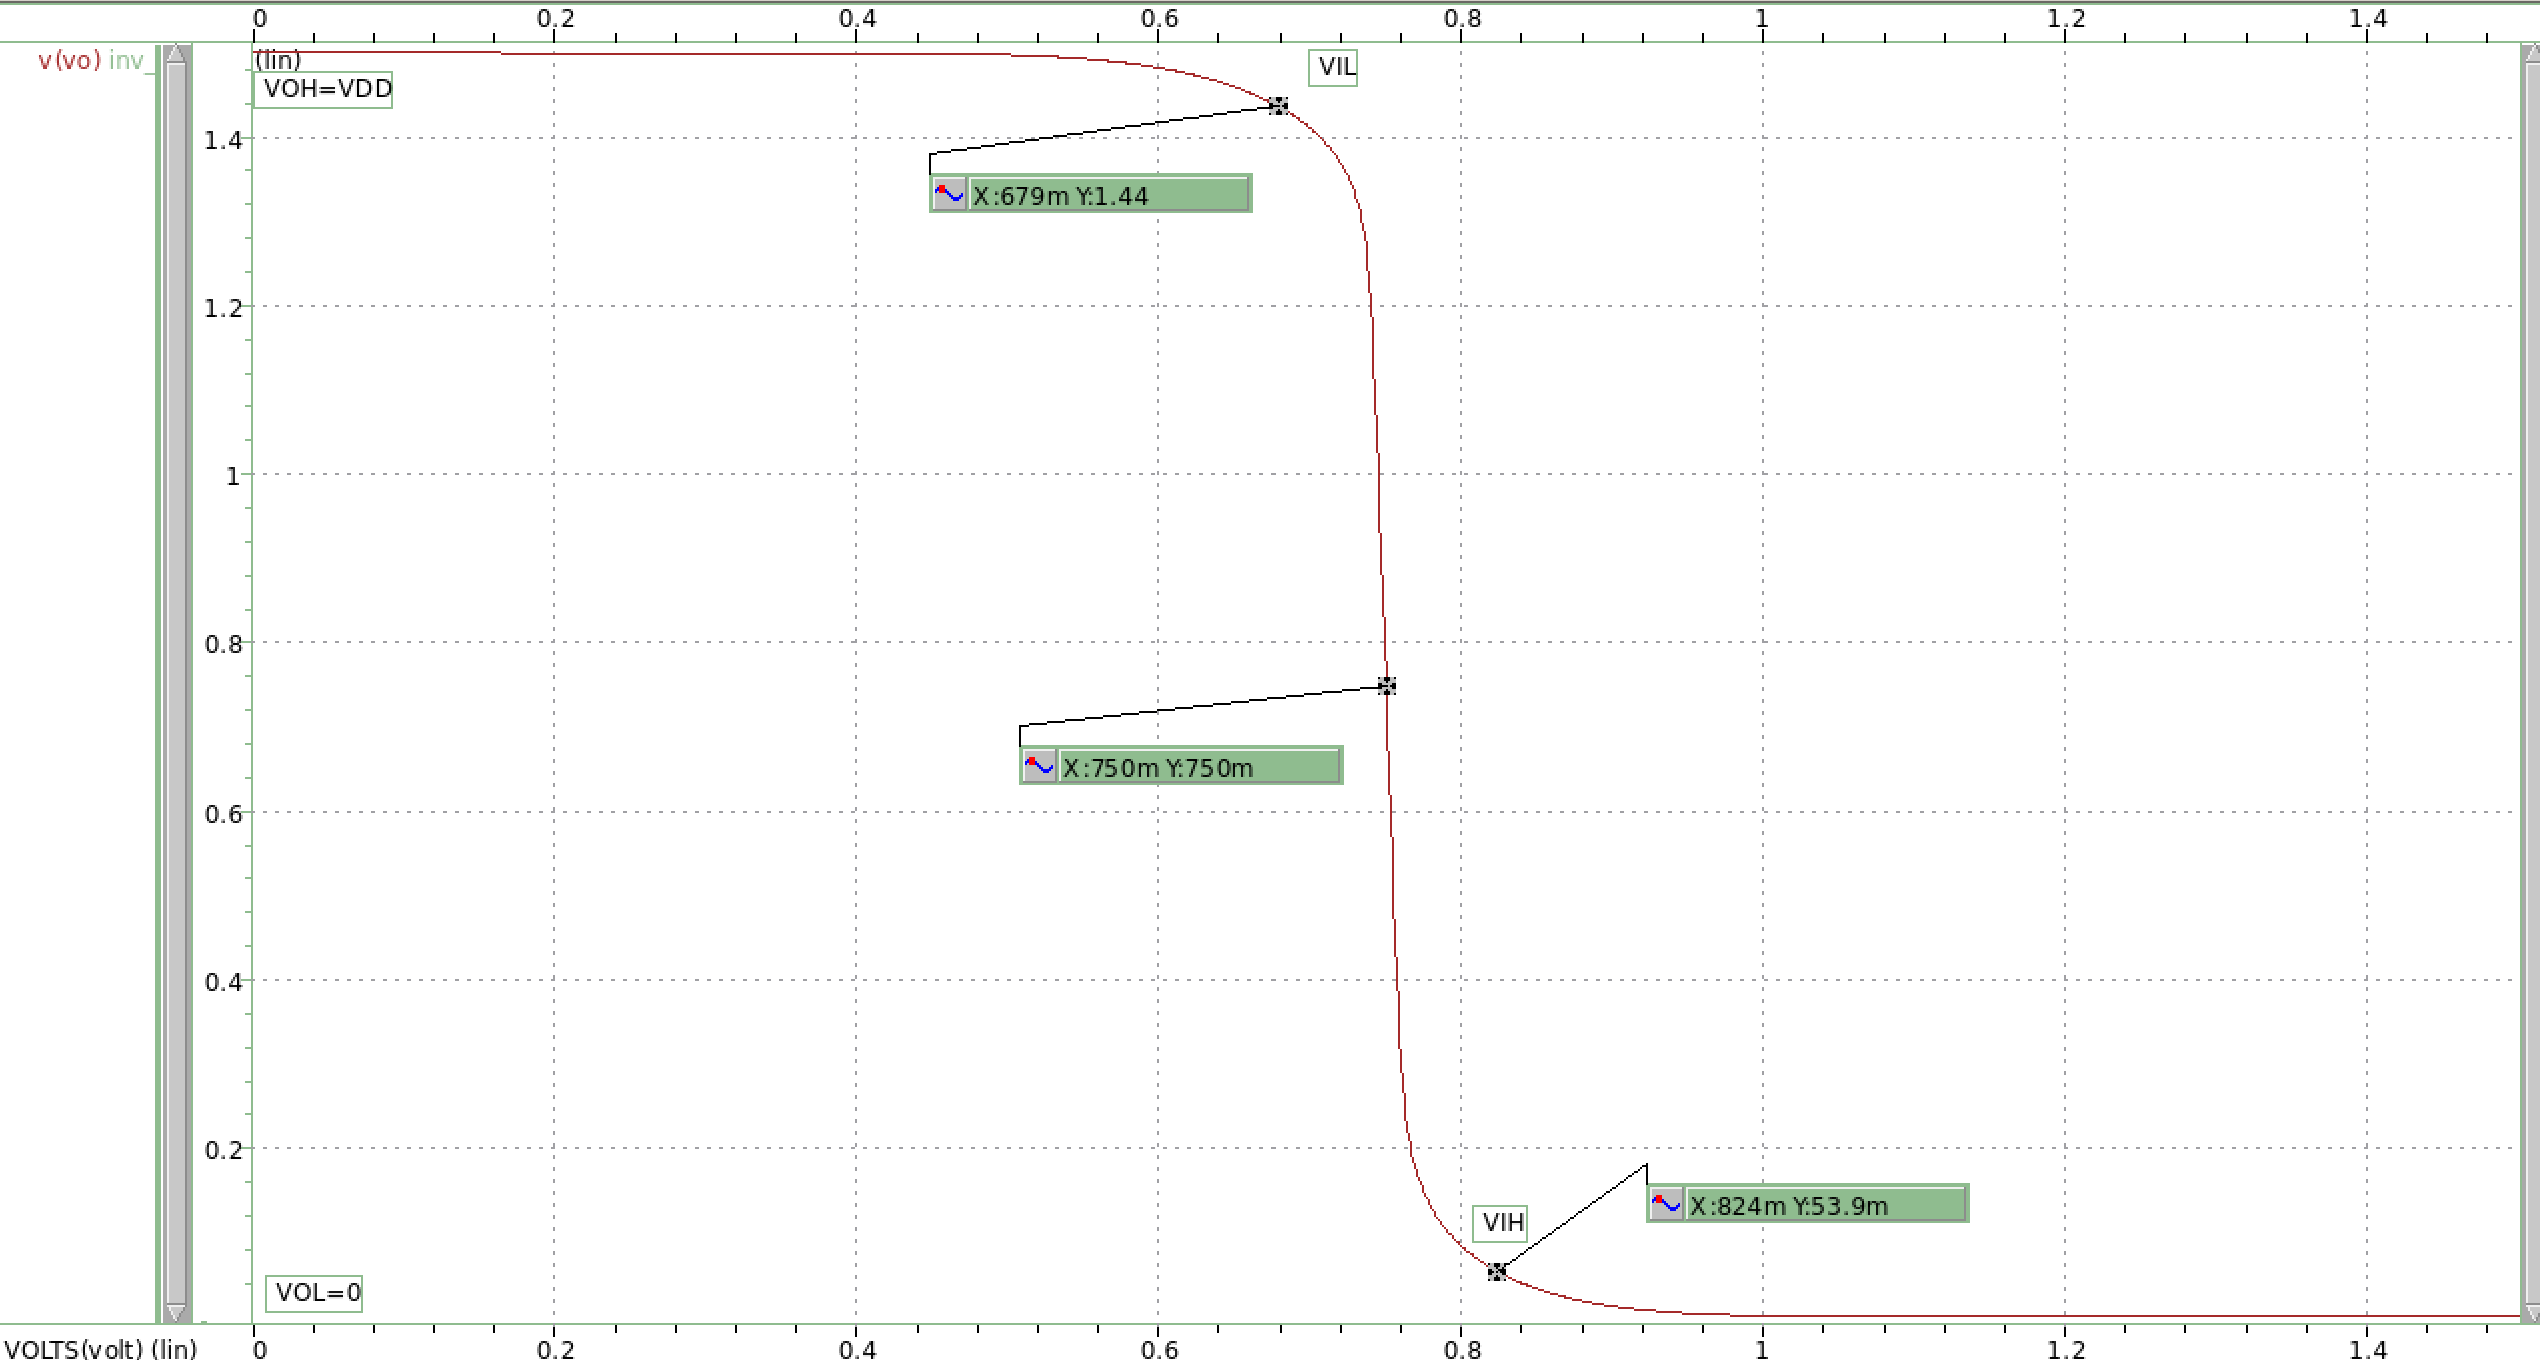 0 0.2 0.4 0.6 0.8 1 1.2 1.4
v(vo) inv_
(lin)
VOH=VDD
VIL
1.4
X:679m Y:1.44
1.2
1
0.8
X:750m Y:750m
0.6
0.4
0.2
X:824m Y:53.9m
VIH
VOL=0
VOLTS(volt) (lin)
0 0.2 0.4 0.6 0.8 1 1.2 1.4